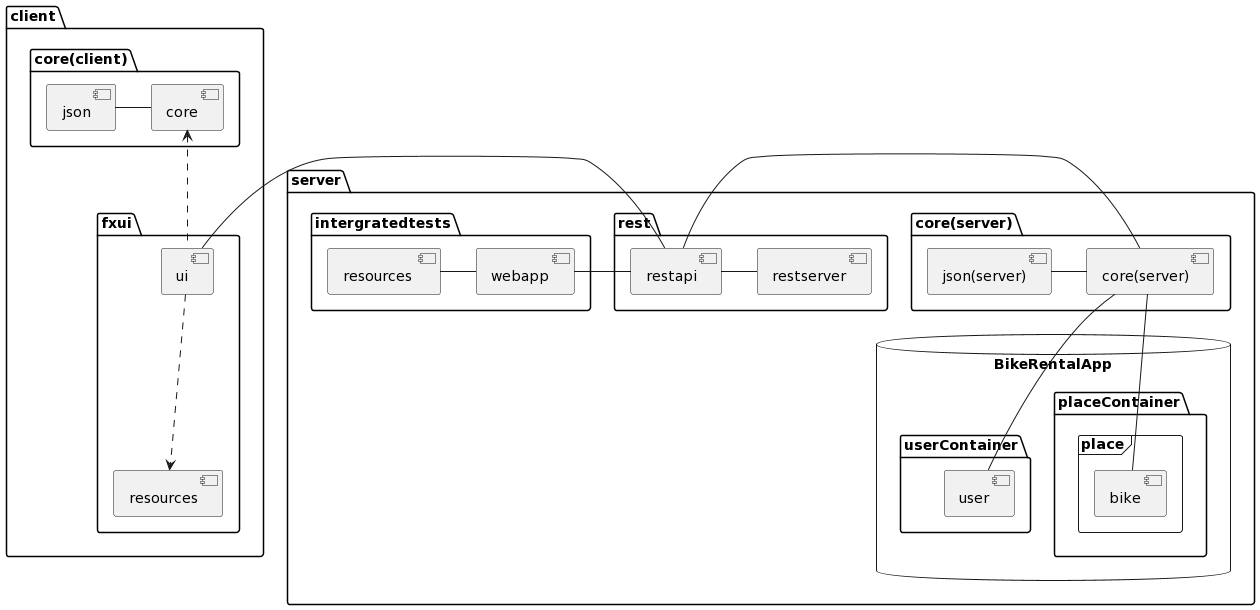 client
core(client)
json
core
fxui
ui
resources
server
intergratedtests
resources
webapp
rest
restapi
restserver
core(server)
json(server)
core(server)
BikeRentalApp
userContainer
user
placeContainer
place
bike